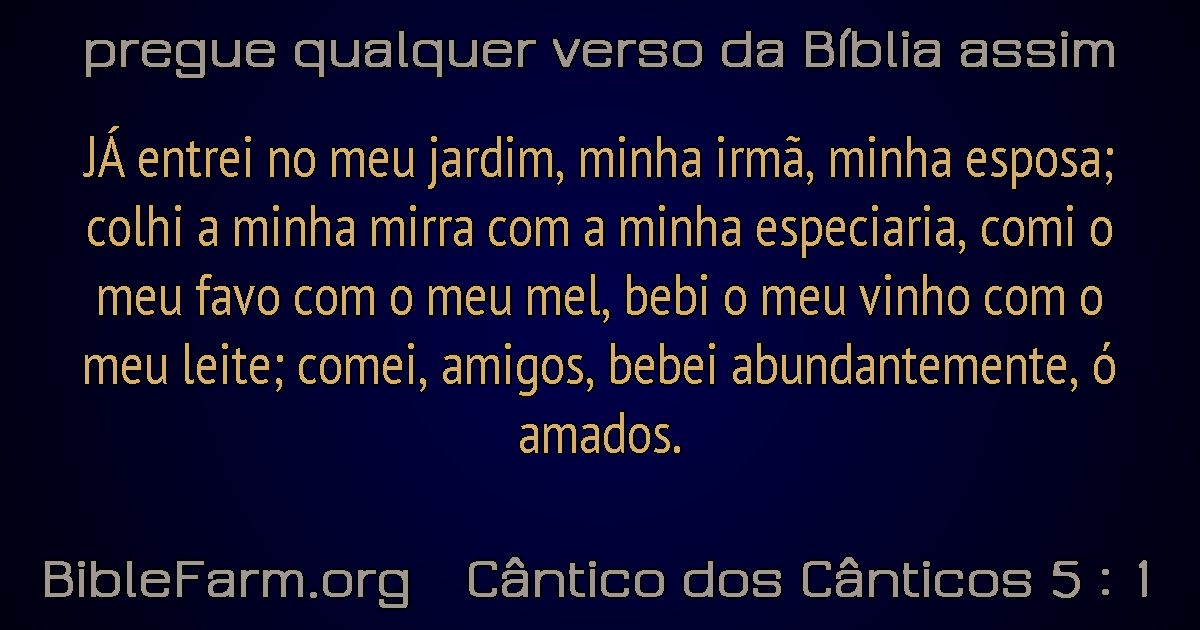 pregue qualquer verso da Bíblia assim
JÁ entrei no meu jardim, minha irmã, minha esposa;
colhi a minha mirra com a minha especiaria, comi o
meu favo com o meu mel, bebi o meu vinho com o
meu leite; comei, amigos, bebei abundantemente, ó
amados.
BibleFarm.org Cântico dos Cânticos 5 : 1